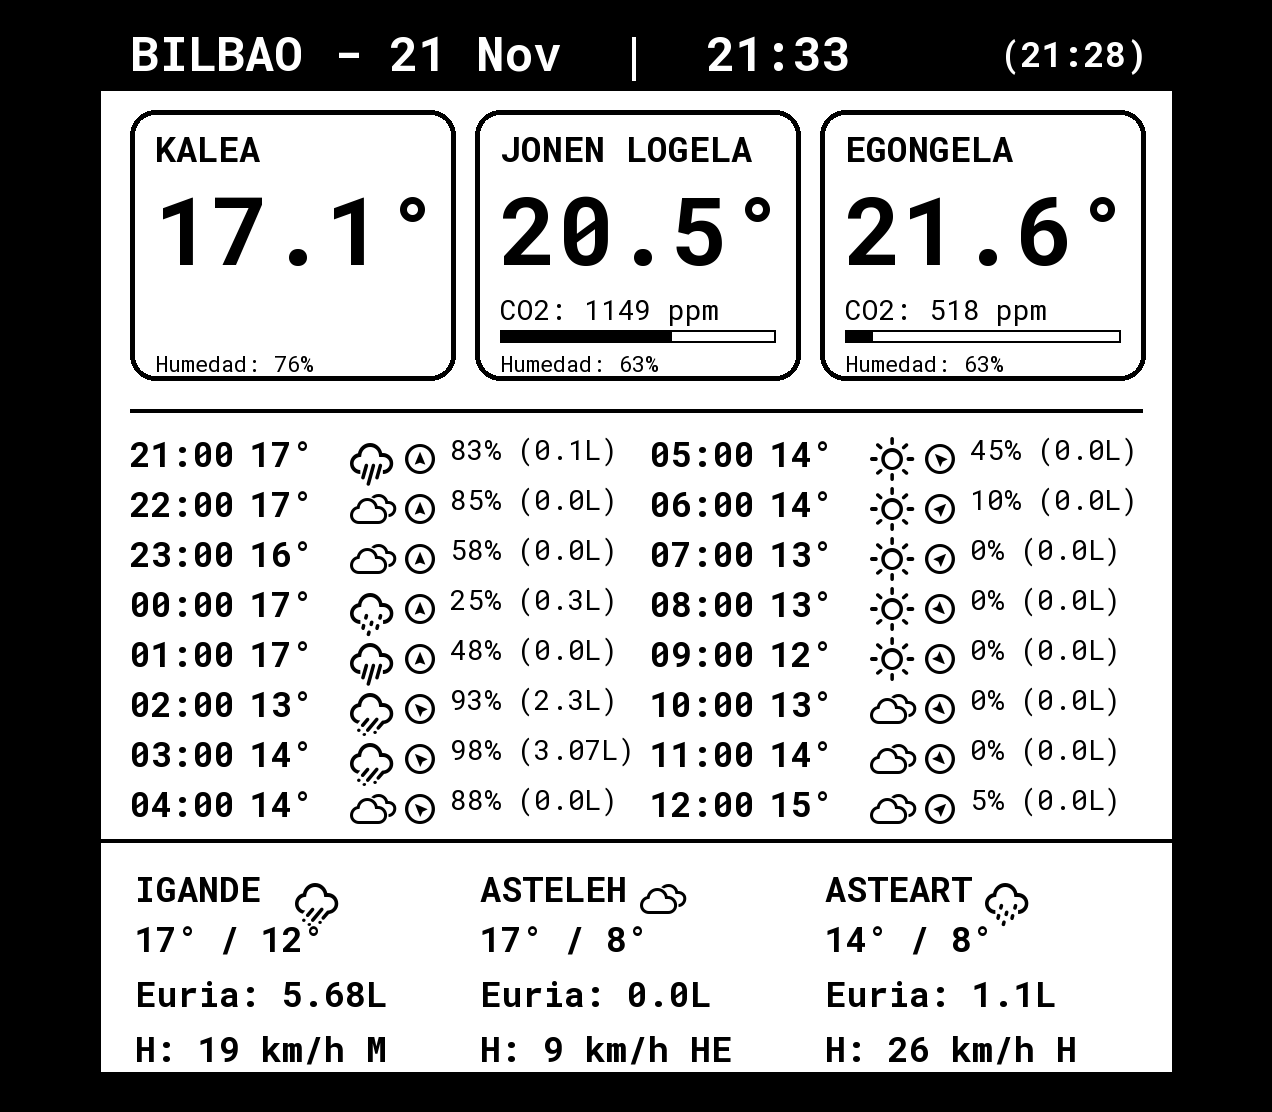 BILBAO - 21 Nov | 21:33 (21:28)
KALEA
17.1°
Humedad: 76%
JONEN LOGELA
20.5°
CO2: 1149 ppm
Humedad: 63%
EGONGELA
21.6°
CO2: 518 ppm
Humedad: 63%
21:00 17° 83% (0.1L)
22:00 17° 85% (0.0L)
23:00 16° 58% (0.0L)
00:00 17° 25% (0.3L)
01:00 17° 48% (0.0L)
02:00 13° 93% (2.3L)
03:00 14° 98% (3.07L)
04:00 14° 88% (0.0L)
05:00 14° 45% (0.0L)
06:00 14° 10% (0.0L)
07:00 13° 0% (0.0L)
08:00 13° 0% (0.0L)
09:00 12° 0% (0.0L)
10:00 13° 0% (0.0L)
11:00 14° 0% (0.0L)
12:00 15° 5% (0.0L)
IGANDE
17° / 12°
Euria: 5.68L
H: 19 km/h M
ASTELEH
17° / 8°
Euria: 0.0L
H: 9 km/h HE
ASTEART
14° / 8°
Euria: 1.1L
H: 26 km/h H